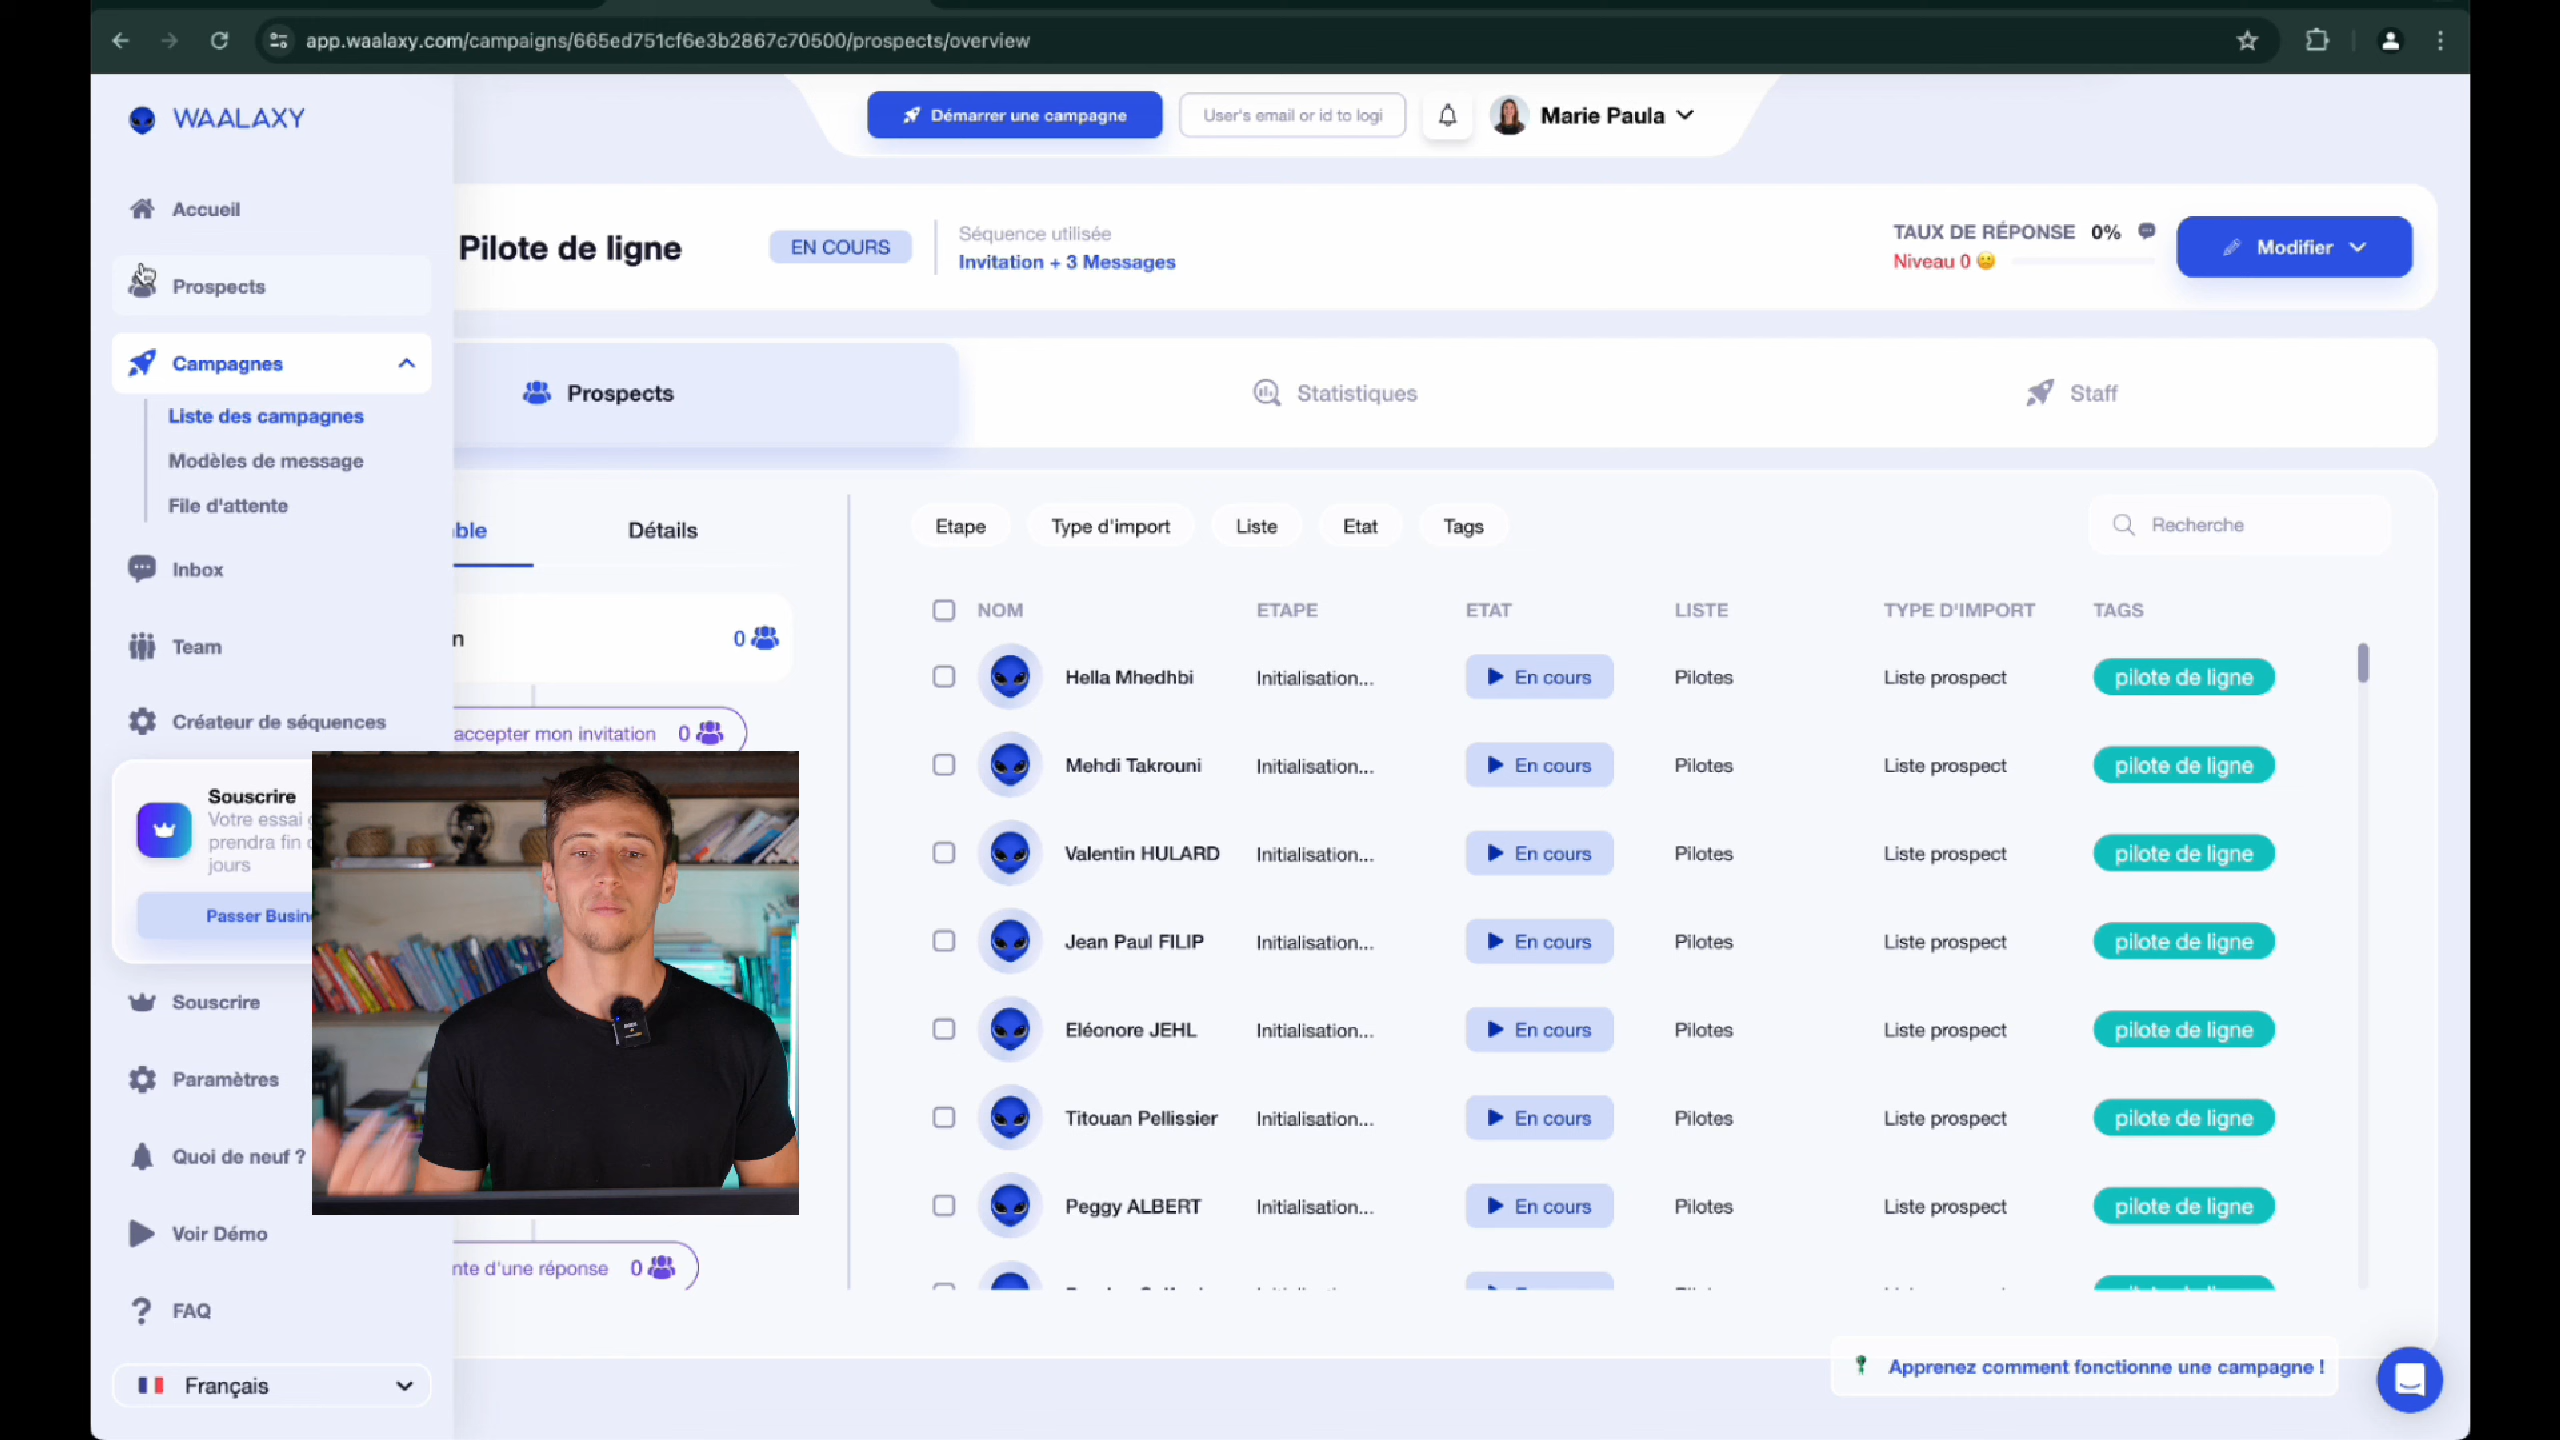 app.waalaxy.com/campaigns/665ed751cf6e3b2867c70500/prospects/overview
WAALAXY
Démarrer une campagne
User's email or id to logi
Marie Paula
Accueil
Prospects
Campagnes
Liste des campagnes
Modèles de message
File d'attente
Inbox
Team
Créateur de séquences
Souscrire
Votre essai
prendra fin
jours
Passer Busin
Souscrire
Paramètres
Quoi de neuf ?
Voir Démo
FAQ
Français
Pilote de ligne
EN COURS
Séquence utilisée
Invitation + 3 Messages
TAUX DE RÉPONSE 0%
Niveau 0
Modifier
Prospects
Statistiques
Staff
ble
Détails
n
0
accepter mon invitation 0
nte d'une réponse 0
Etape
Type d'import
Liste
Etat
Tags
Recherche
NOM ETAPE ETAT LISTE TYPE D'IMPORT TAGS
Hella Mhedhbi Initialisation... En cours Pilotes Liste prospect pilote de ligne
Mehdi Takrouni Initialisation... En cours Pilotes Liste prospect pilote de ligne
Valentin HULARD Initialisation... En cours Pilotes Liste prospect pilote de ligne
Jean Paul FILIP Initialisation... En cours Pilotes Liste prospect pilote de ligne
Eléonore JEHL Initialisation... En cours Pilotes Liste prospect pilote de ligne
Titouan Pellissier Initialisation... En cours Pilotes Liste prospect pilote de ligne
Peggy ALBERT Initialisation... En cours Pilotes Liste prospect pilote de ligne
Apprenez comment fonctionne une campagne !